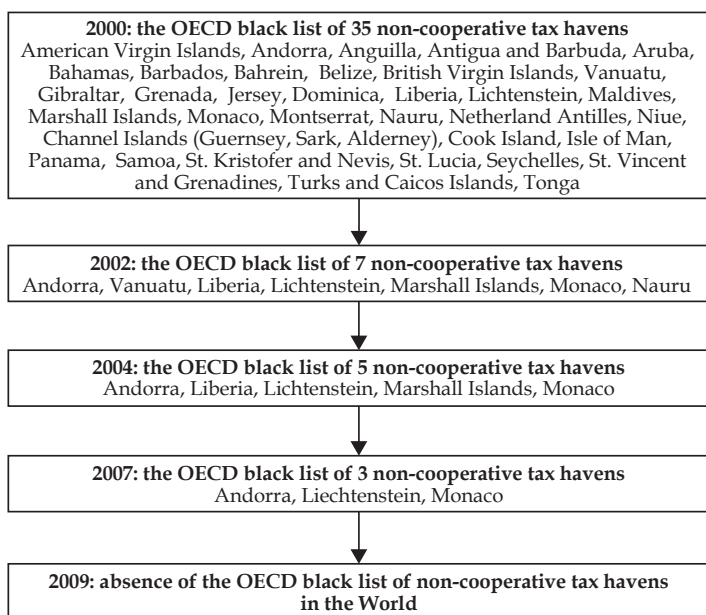 2000: the OECD black list of 35 non-cooperative tax havens
American Virgin Islands, Andorra, Anguilla, Antigua and Barbuda, Aruba,
Bahamas, Barbados, Bahrein, Belize, British Virgin Islands, Vanuatu,
Gibraltar, Grenada, Jersey, Dominica, Liberia, Lichtenstein, Maldives,
Marshall Islands, Monaco, Montserrat, Nauru, Netherland Antilles, Niue,
Channel Islands (Guernsey, Sark, Alderney), Cook Island, Isle of Man,
Panama, Samoa, St. Kristofer and Nevis, St. Lucia, Seychelles, St. Vincent
and Grenadines, Turks and Caicos Islands, Tonga
2002: the OECD black list of 7 non-cooperative tax havens
Andorra, Vanuatu, Liberia, Lichtenstein, Marshall Islands, Monaco, Nauru
2004: the OECD black list of 5 non-cooperative tax havens
Andorra, Liberia, Lichtenstein, Marshall Islands, Monaco
2007: the OECD black list of 3 non-cooperative tax havens
Andorra, Liechtenstein, Monaco
2009: absence of the OECD black list of non-cooperative tax havens
in the World